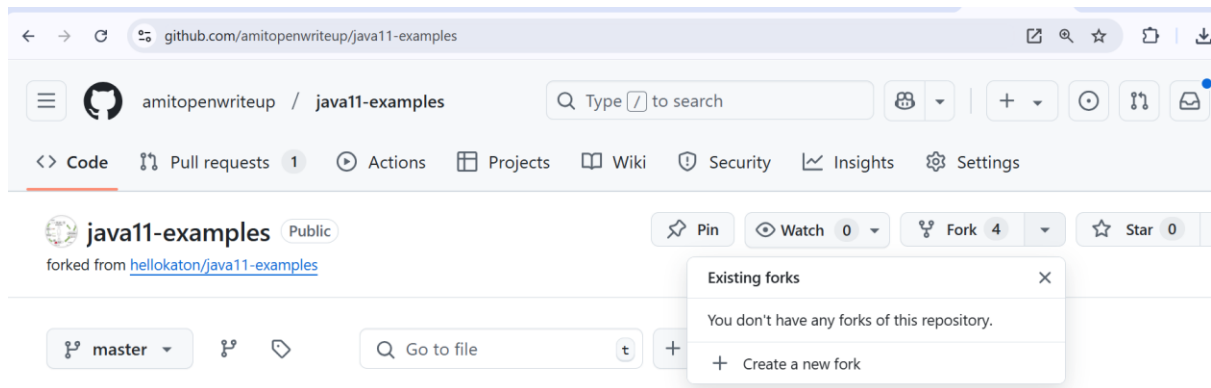 github.com/amitopenwriteup/java11-examples
amitopenwriteup / java11-examples
Type / to search
<> Code Pull requests 1 Actions Projects Wiki Security Insights Settings
java11-examples Public
Pin Watch 0 Fork 4 Star 0
forked from hellokaton/java11-examples
Existing forks
You don't have any forks of this repository.
master Go to file t
Create a new fork